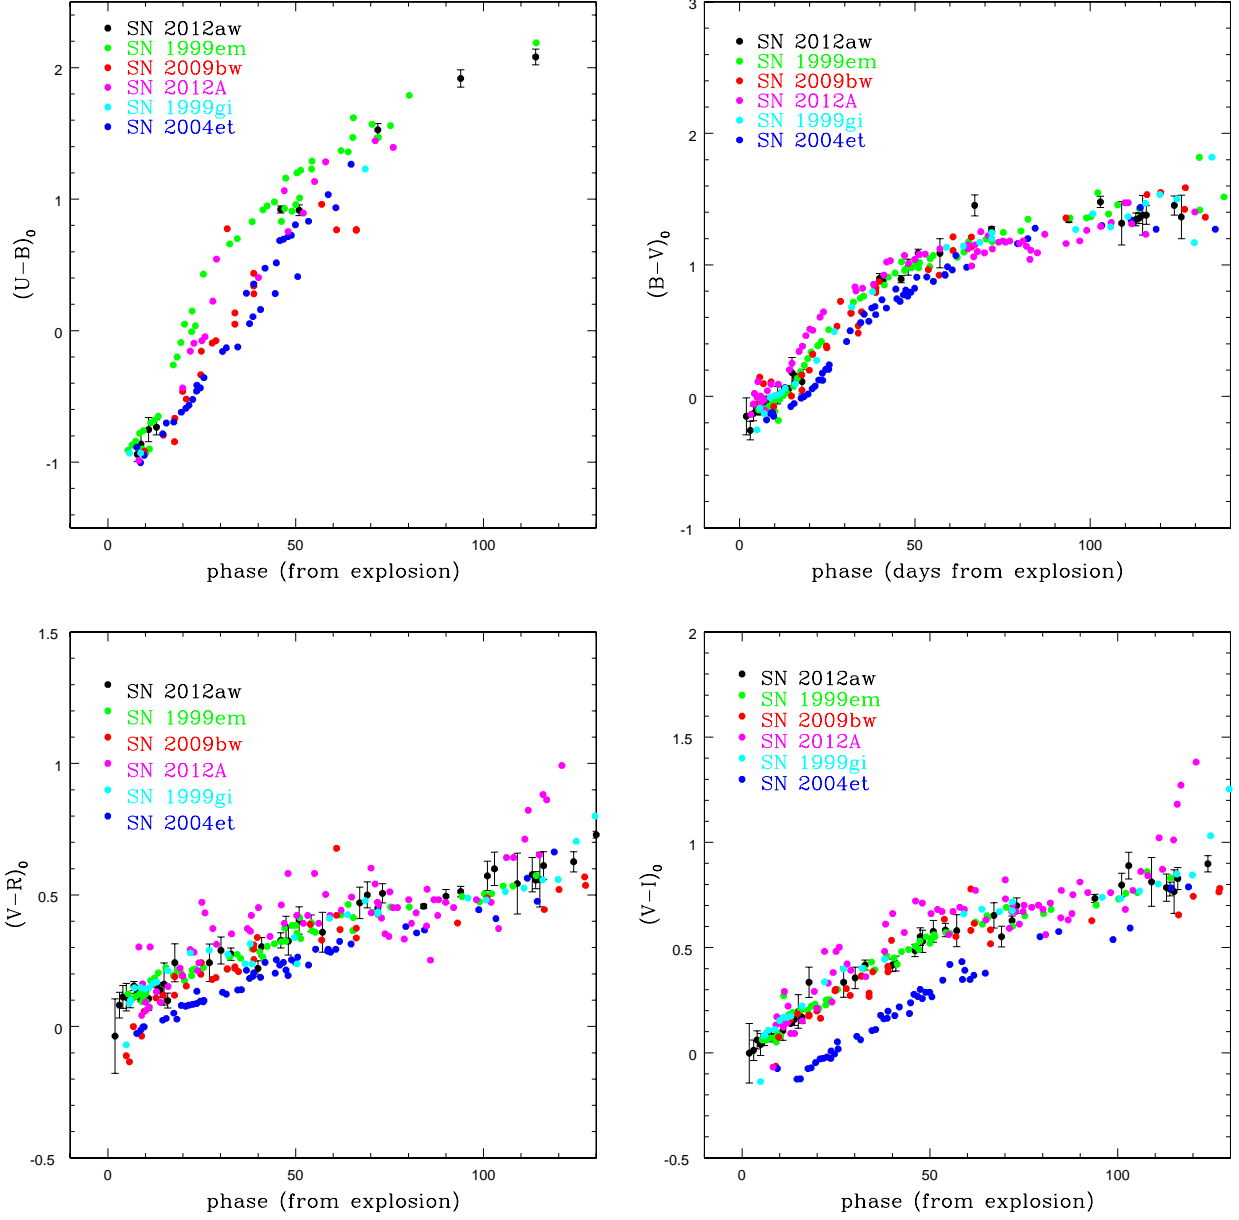 SN 2012aw
SN 1999em
SN 2009bw
SN 2012A
SN 1999gi
SN 2004et
2
1
0
-1
(U-B)0
0
50
100
phase (from explosion)
SN 2012aw
SN 1999em
SN 2009bw
SN 2012A
SN 1999gi
SN 2004et
3
2
1
0
-1
(B-V)0
0
50
100
phase (days from explosion)
SN 2012aw
SN 1999em
SN 2009bw
SN 2012A
SN 1999gi
SN 2004et
1.5
1
0.5
0
-0.5
(V-R)0
0
50
100
phase (from explosion)
SN 2012aw
SN 1999em
SN 2009bw
SN 2012A
SN 1999gi
SN 2004et
2
1.5
1
0.5
0
-0.5
(V-I)0
0
50
100
phase (from explosion)